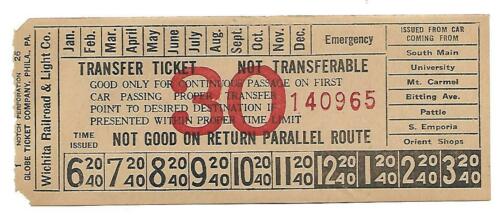 NOTCH PERFORATION 26
GLOBE TICKET COMPANY, PHILA., PA.
Wichita Railroad & Light Co.
Jan. Feb. Mar. April May June July Aug. Sept. Oct. Nov. Dec.
Emergency
ISSUED FROM CAR
COMING FROM
South Main
University
Mt. Carmel
Bitting Ave.
Pattle
S. Emporia
Orient Shops
TRANSFER TICKET NOT TRANSFERABLE
GOOD ONLY FOR CONTINUOUS PASSAGE ON FIRST
CAR PASSING PROPER TRANSFER
POINT TO DESIRED DESTINATION IF
PRESENTED WITHIN PROPER TIME LIMIT
30
140965
TIME
ISSUED
NOT GOOD ON RETURN PARALLEL ROUTE
6 20 40 7 20 40 8 20 40 9 20 40 10 20 40 11 20 40 12 20 40 1 20 40 2 20 40 3 20 40